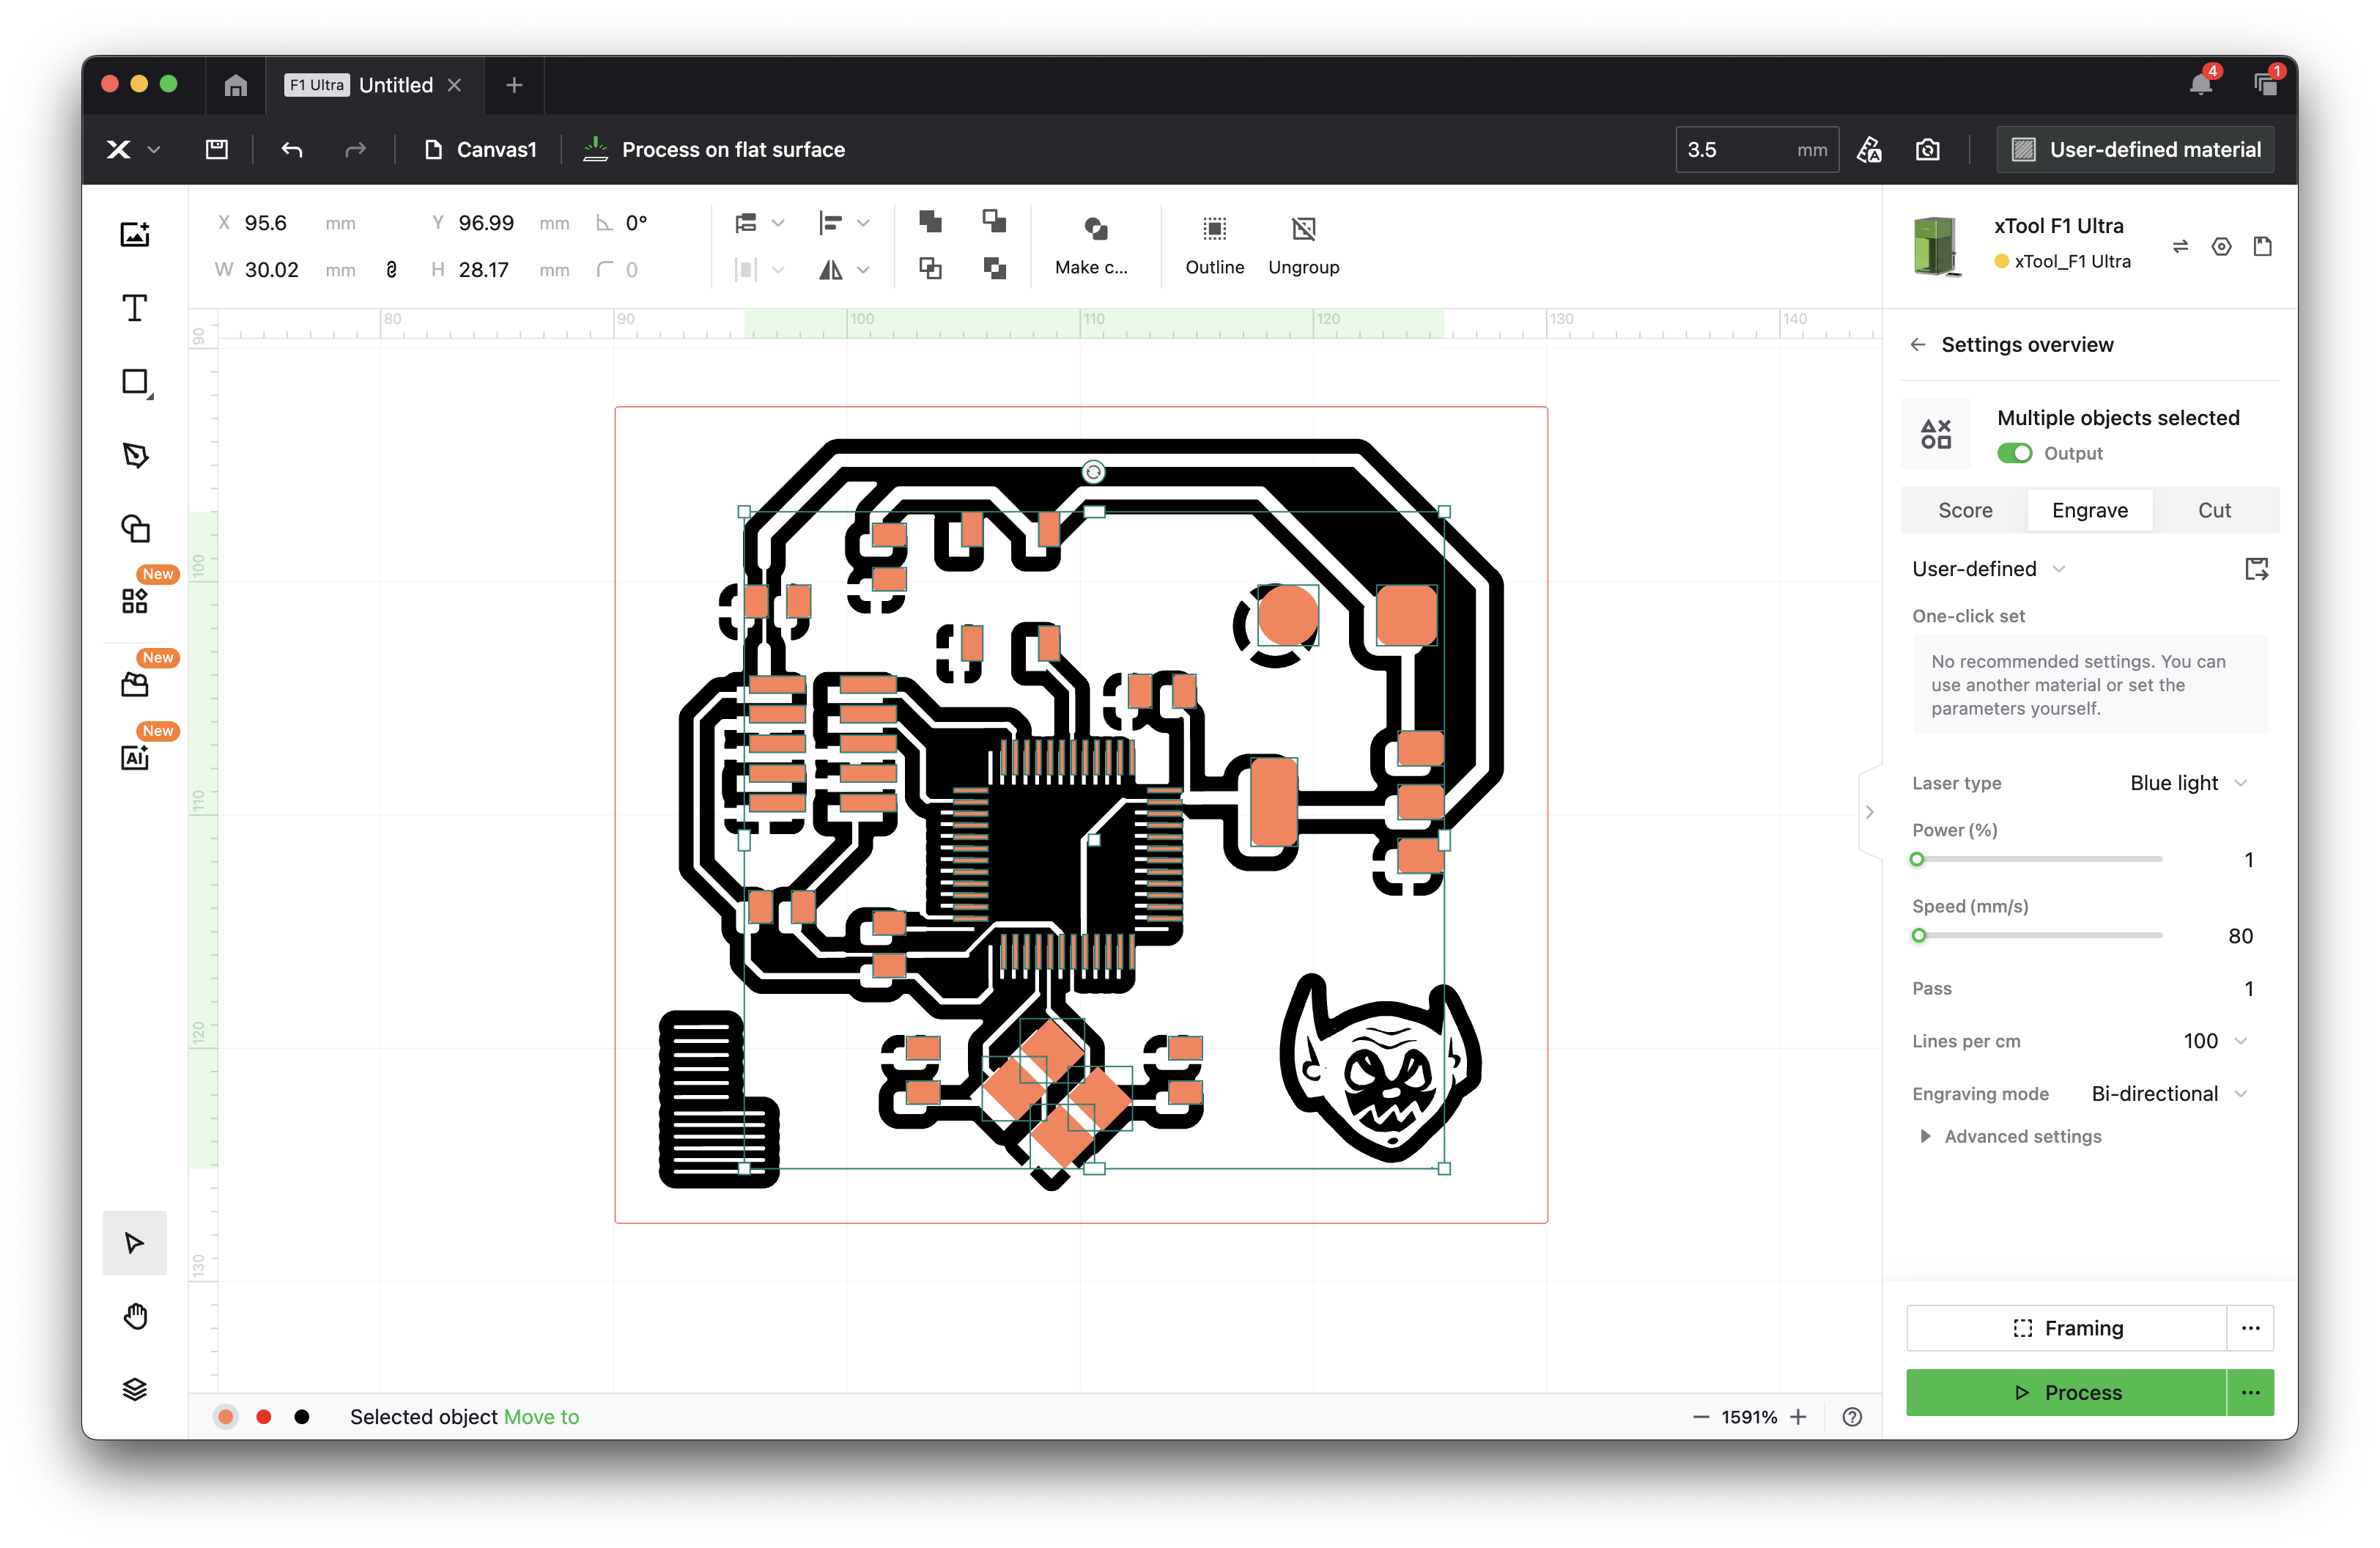 F1 Ultra Untitled
4
1
Canvas1
Process on flat surface
3.5 mm
User-defined material
X 95.6 mm Y 96.99 mm 0°
W 30.02 mm H 28.17 mm 0
Make c...
Outline
Ungroup
xTool F1 Ultra
xTool_F1 Ultra
80 90 100 110 120 130 140
90
100
110
120
130
New
New
New
Ai
Settings overview
Multiple objects selected
Output
Score Engrave Cut
User-defined
One-click set
No recommended settings. You can
use another material or set the
parameters yourself.
Laser type Blue light
Power (%)
1
Speed (mm/s)
80
Pass 1
Lines per cm 100
Engraving mode Bi-directional
Advanced settings
Framing
Process
Selected object Move to
1591%